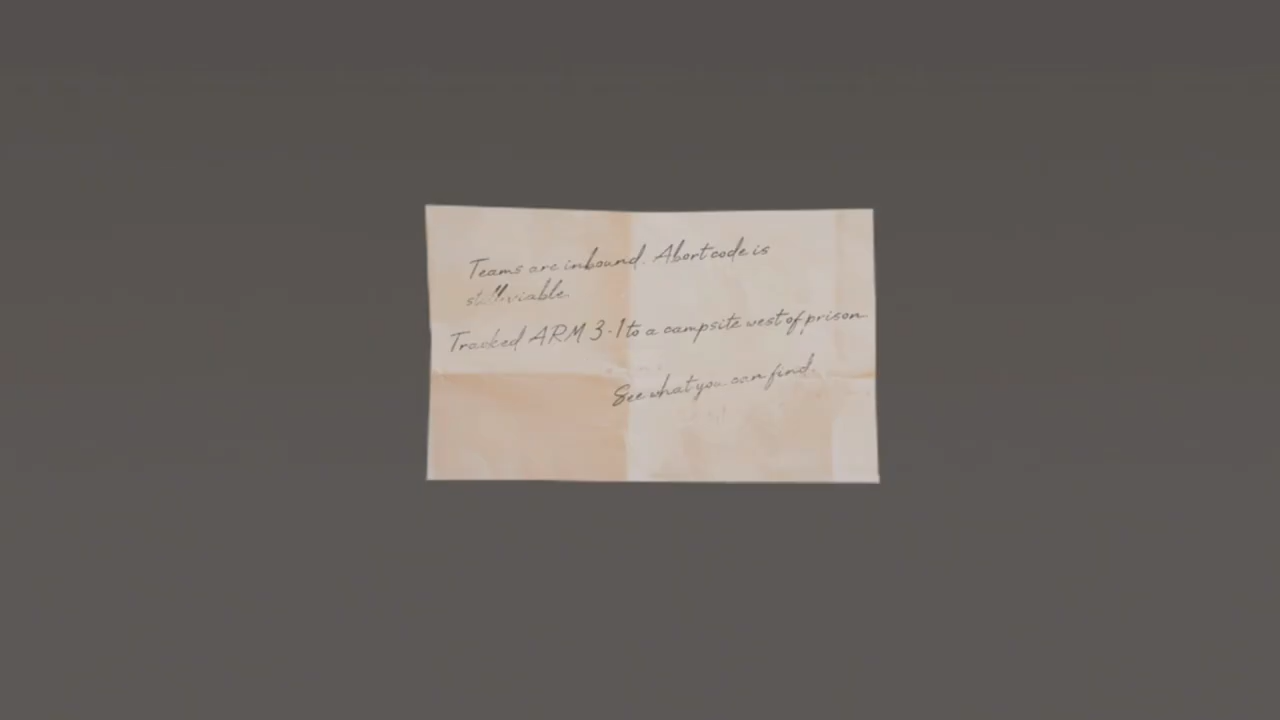 Teams are inbound. Abort code is
still viable.
Tracked ARM 3-1 to a campsite west of prison
See what you can find.